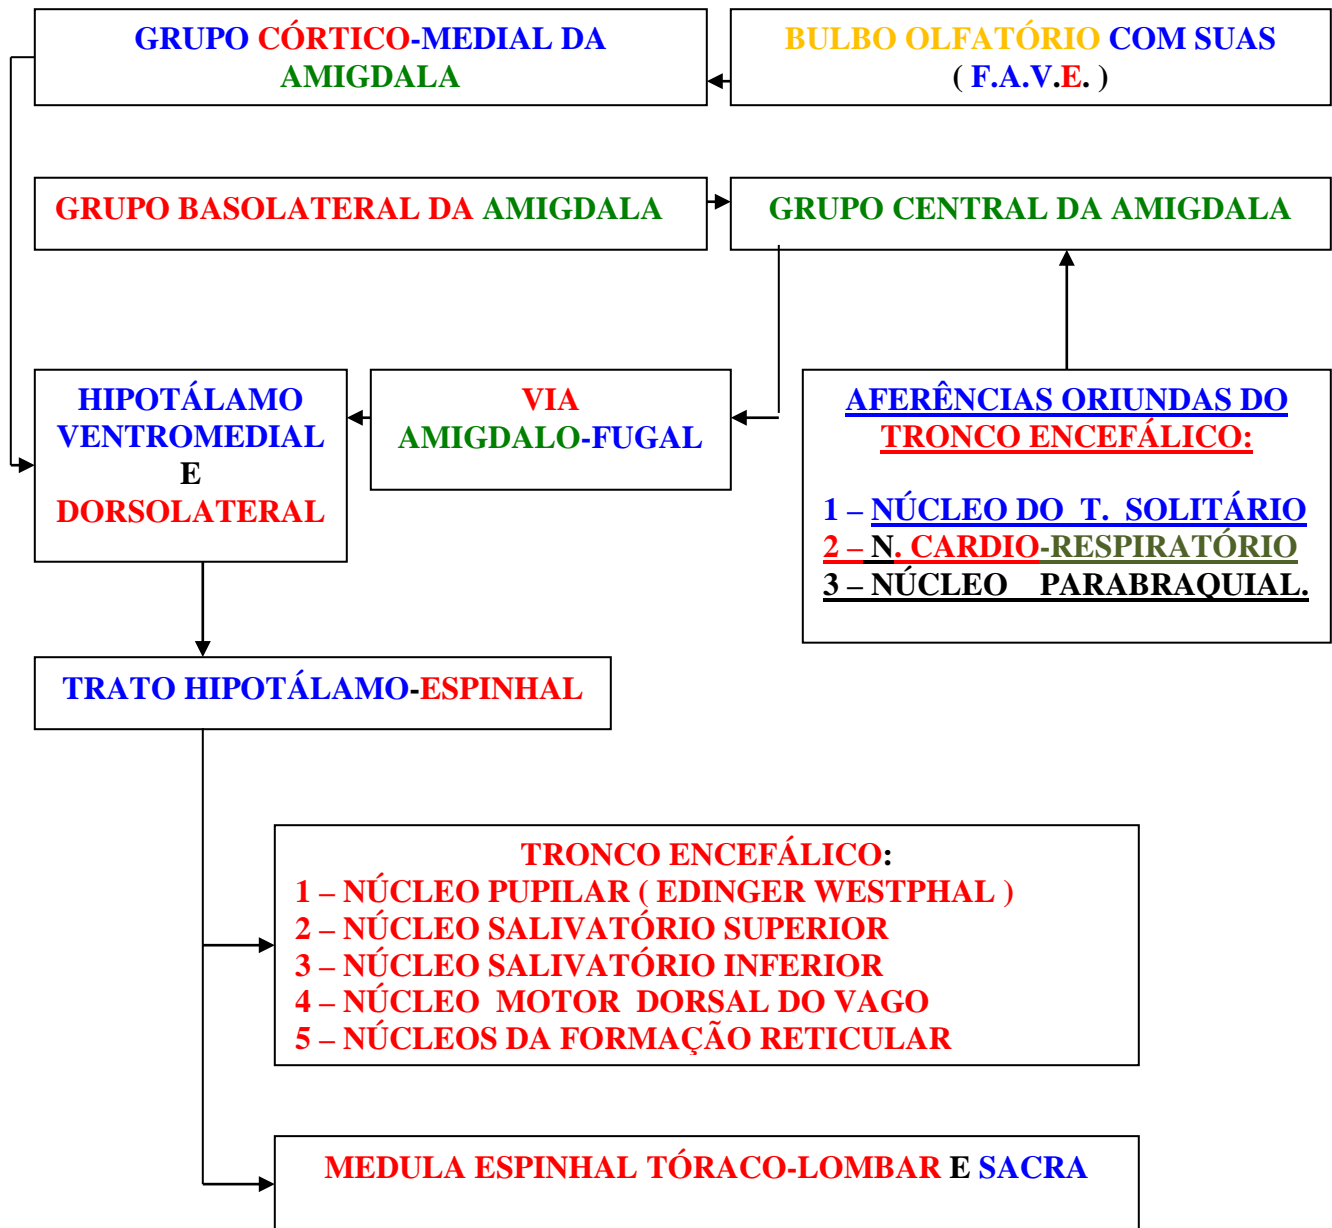 GRUPO CÓRTICO-MEDIAL DA
AMIGDALA
BULBO OLFATÓRIO COM SUAS
( F.A.V.E. )
GRUPO BASOLATERAL DA AMIGDALA
GRUPO CENTRAL DA AMIGDALA
HIPOTÁLAMO
VENTROMEDIAL
E
DORSOLATERAL
VIA
AMIGDALO-FUGAL
AFERÊNCIAS ORIUNDAS DO
TRONCO ENCEFÁLICO:
1 – NÚCLEO DO T. SOLITÁRIO
2 – N. CARDIO-RESPIRATÓRIO
3 – NÚCLEO PARABRAQUIAL.
TRATO HIPOTÁLAMO-ESPINHAL
TRONCO ENCEFÁLICO:
1 – NÚCLEO PUPILAR ( EDINGER WESTPHAL )
2 – NÚCLEO SALIVATÓRIO SUPERIOR
3 – NÚCLEO SALIVATÓRIO INFERIOR
4 – NÚCLEO MOTOR DORSAL DO VAGO
5 – NÚCLEOS DA FORMAÇÃO RETICULAR
MEDULA ESPINHAL TÓRACO-LOMBAR E SACRA